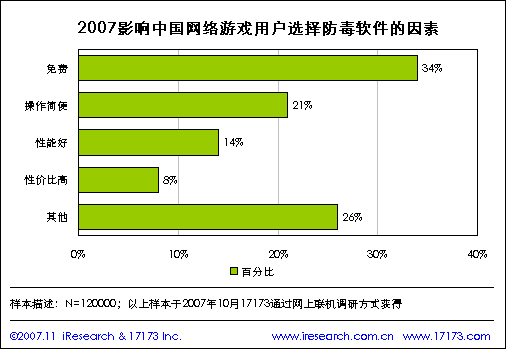 2007影响中国网络游戏用户选择防毒软件的因素
免费 34%
操作简便 21%
性能好 14%
性价比高 8%
其他 26%
0% 10% 20% 30% 40%
百分比
样本描述：N=120000；以上样本于2007年10月17173通过网上联机调研方式获得
©2007.11 iResearch & 17173 Inc. www.iresearch.com.cn www.17173.com